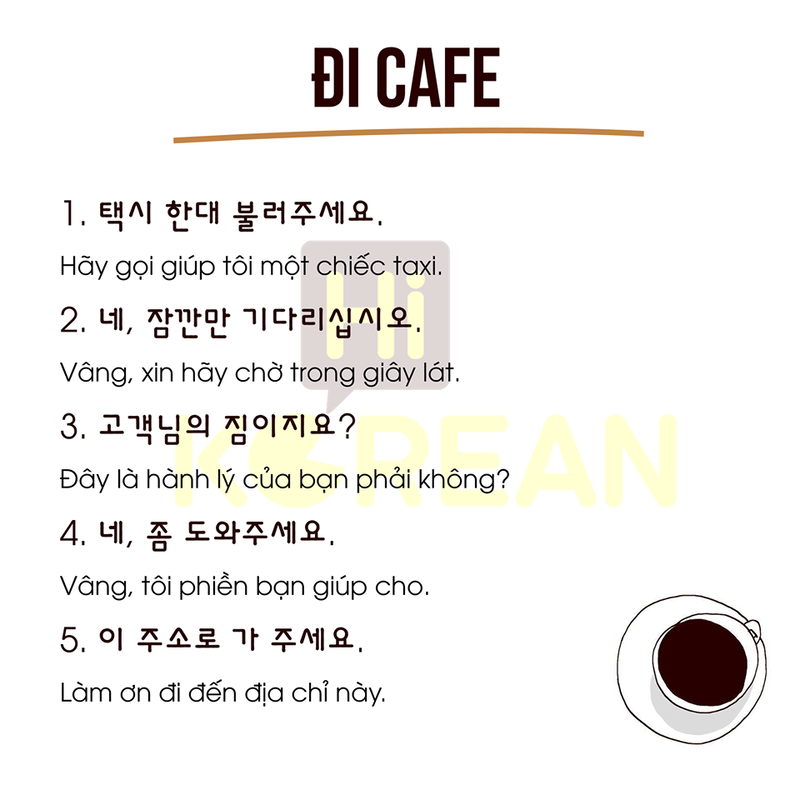 ĐI CAFE
1. 택시 한대 불러주세요.
Hãy gọi giúp tôi một chiếc taxi.
2. 네, 잠깐만 기다리십시오.
Vâng, xin hãy chờ trong giây lát.
3. 고객님의 짐이지요?
Đây là hành lý của bạn phải không?
4. 네, 좀 도와주세요.
Vâng, tôi phiền bạn giúp cho.
5. 이 주소로 가 주세요.
Làm ơn đi đến địa chỉ này.
Hi
KOREAN